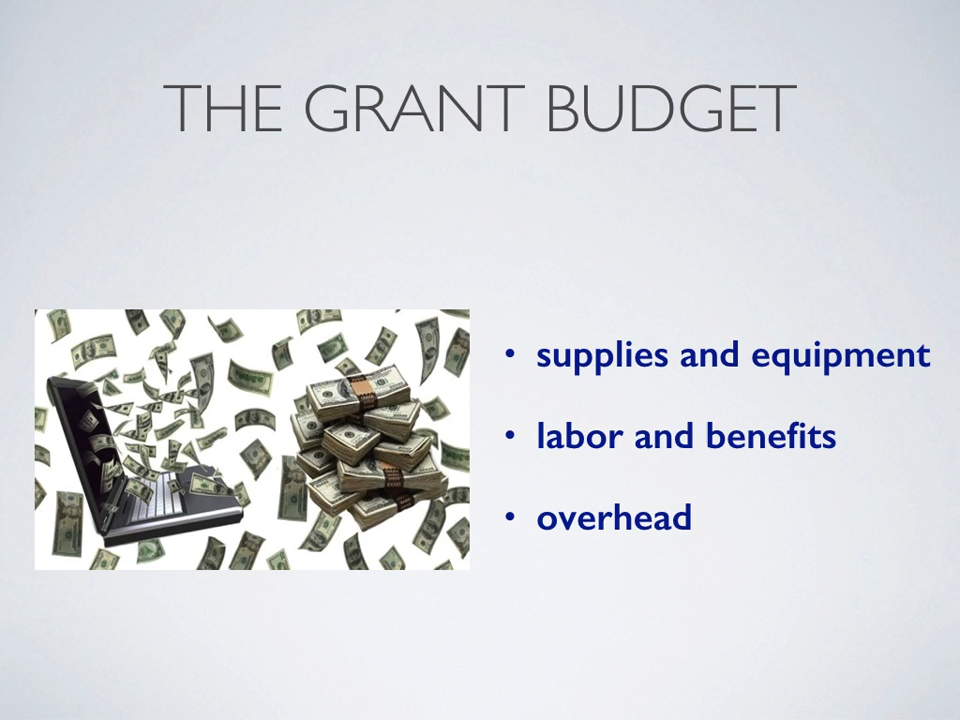 THE GRANT BUDGET
• supplies and equipment
• labor and benefits
• overhead